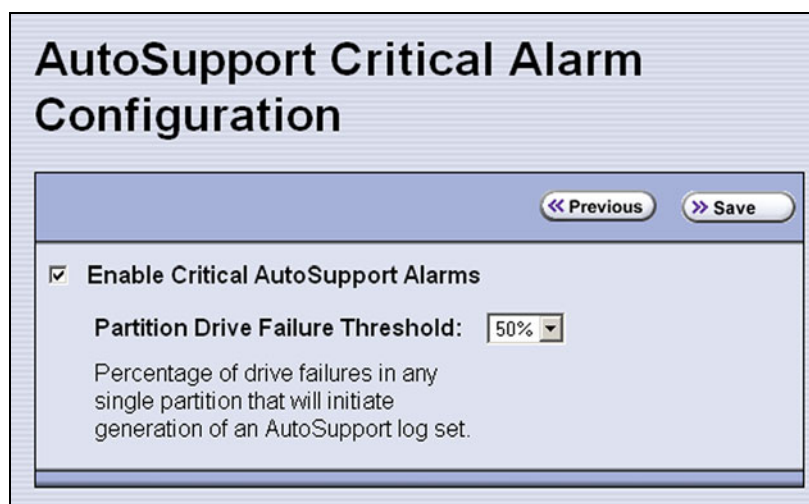 AutoSupport Critical Alarm
Configuration
Previous
Save
Enable Critical AutoSupport Alarms
Partition Drive Failure Threshold: 50%
Percentage of drive failures in any
single partition that will initiate
generation of an AutoSupport log set.